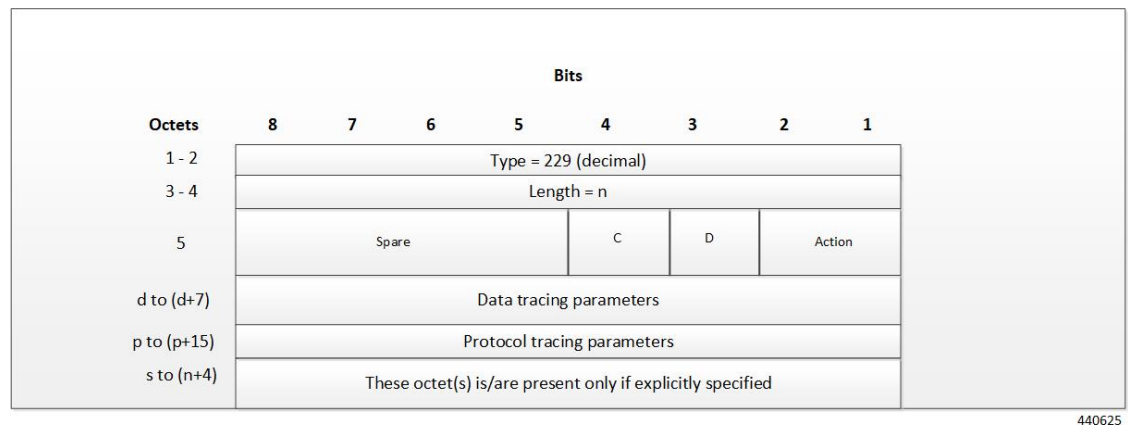 Bits
Octets 8 7 6 5 4 3 2 1
1 - 2 Type = 229 (decimal)
3 - 4 Length = n
5 Spare C D Action
d to (d+7) Data tracing parameters
p to (p+15) Protocol tracing parameters
s to (n+4) These octet(s) is/are present only if explicitly specified
440625